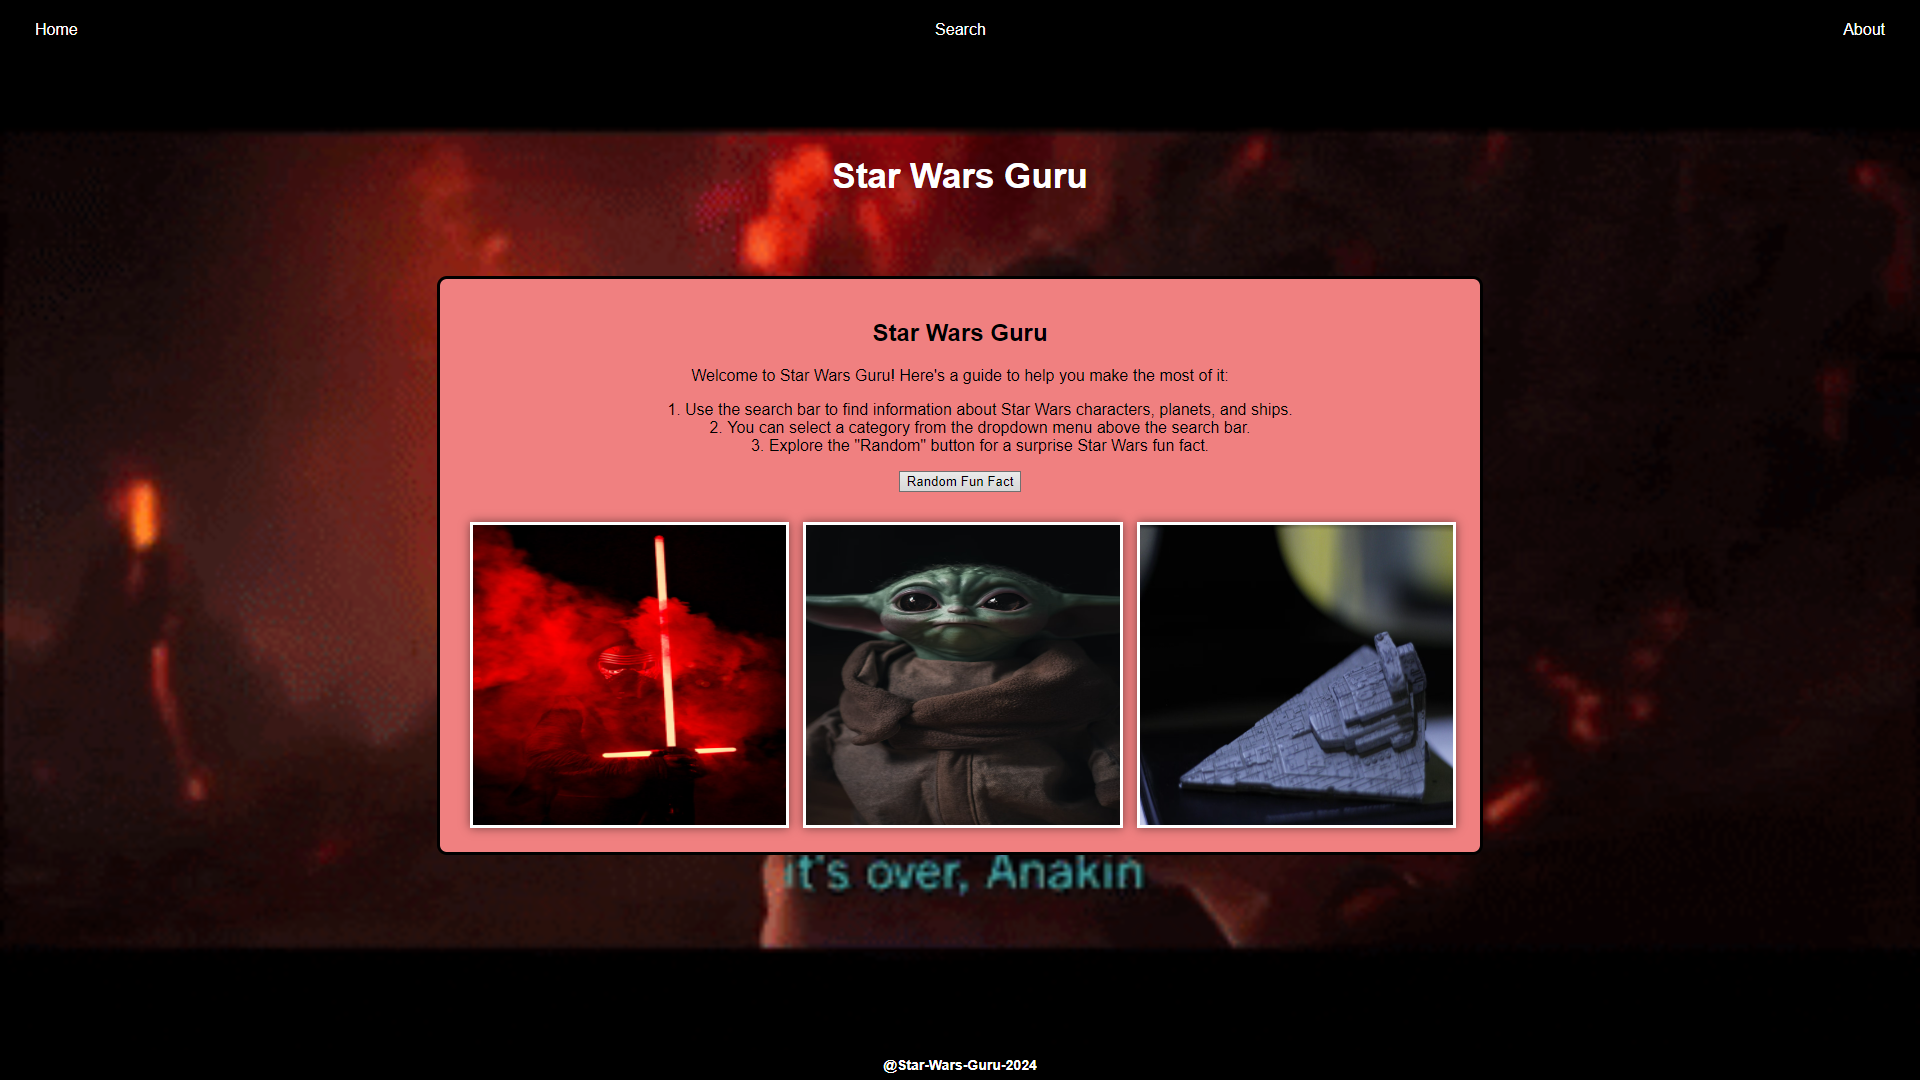 Home
Search
About
Star Wars Guru
Star Wars Guru
Welcome to Star Wars Guru! Here's a guide to help you make the most of it:
1. Use the search bar to find information about Star Wars characters, planets, and ships.
2. You can select a category from the dropdown menu above the search bar.
3. Explore the "Random" button for a surprise Star Wars fun fact.
Random Fun Fact
it's over, Anakin
@Star-Wars-Guru-2024